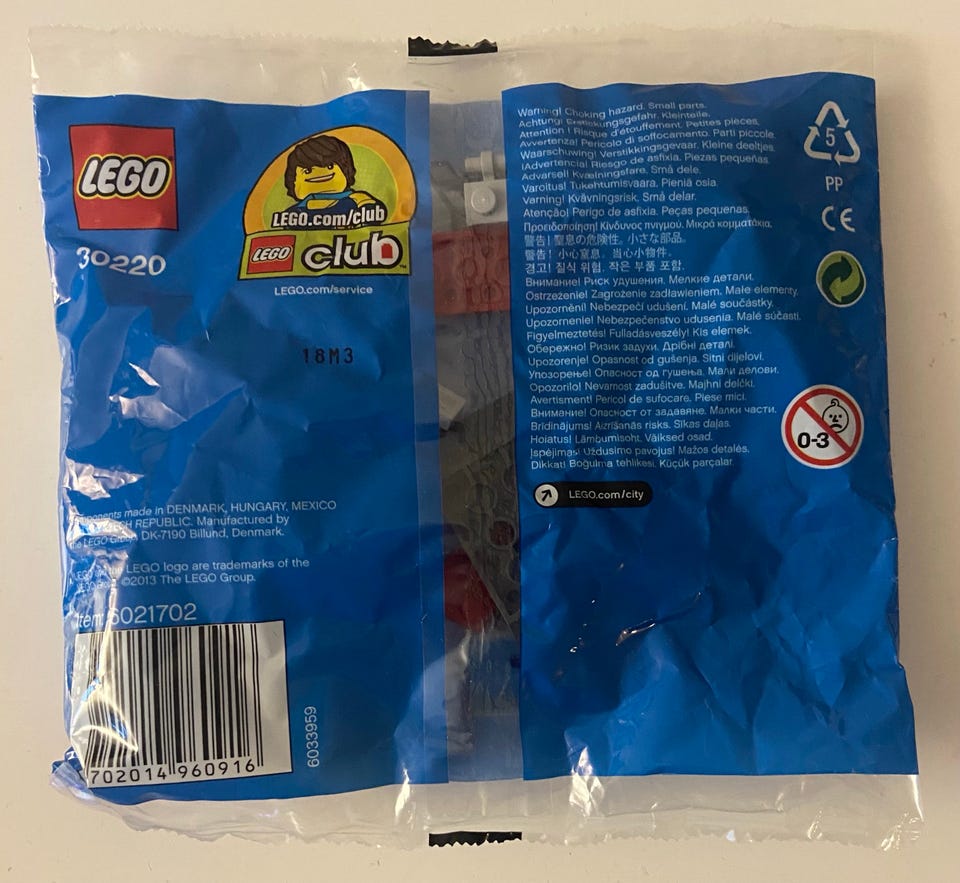 LEGO
30220
LEGO.com/club
LEGO club™
LEGO.com/service
18M3
made in DENMARK, HUNGARY, MEXICO
REPUBLIC. Manufactured by
DK-7190 Billund, Denmark.
LEGO logo are trademarks of the
©2013 The LEGO Group.
Item: 6021702
702014 960916
6033959
Warning! Choking hazard. Small parts.
Achtung! Erstickungsgefahr. Kleinteile.
Attention ! Risque d'étouffement. Petites pièces.
Avvertenza! Pericolo di soffocamento. Parti piccole.
Waarschuwing! Verstikkingsgevaar. Kleine deeltjes.
¡Advertencia! Riesgo de asfixia. Piezas pequeñas.
Advarsel! Kvælningsfare. Små dele.
Varoitus! Tukehtumisvaara. Pieniä osia.
Varning! Kvävningsrisk. Små delar.
Atenção! Perigo de asfixia. Peças pequenas.
Προειδοποίηση! Κίνδυνος πνιγμού. Μικρά κομματάκια.
警告! 窒息の危険性。小さな部品。
警告! 小心窒息。当心小物件。
경고! 질식 위험. 작은 부품 포함.
Внимание! Риск удушения. Мелкие детали.
Ostrzeżenie! Zagrożenie zadławieniem. Małe elementy.
Upozornění! Nebezpečí udušení. Malé součástky.
Upozornenie! Nebezpečenstvo udusenia. Malé súčasti.
Figyelmeztetés! Fulladásveszély! Kis elemek.
Обережно! Ризик задухи. Дрібні деталі.
Upozorenje! Opasnost od gušenja. Sitni dijelovi.
Упозорење! Опасност од гушења. Мали делови.
Opozorilo! Nevarnost zadušitve. Majhni delčki.
Avertisment! Pericol de sufocare. Piese mici.
Внимание! Опасност от задавяне. Малки части.
Brīdinājums! Aizrīšanās risks. Sīkas daļas.
Hoiatus! Lämbumisoht. Väiksed osad.
Įspėjimas! Uždusimo pavojus! Mažos detalės.
Dikkat! Boğulma tehlikesi. Küçük parçalar.
LEGO.com/city
5
PP
CE
0-3